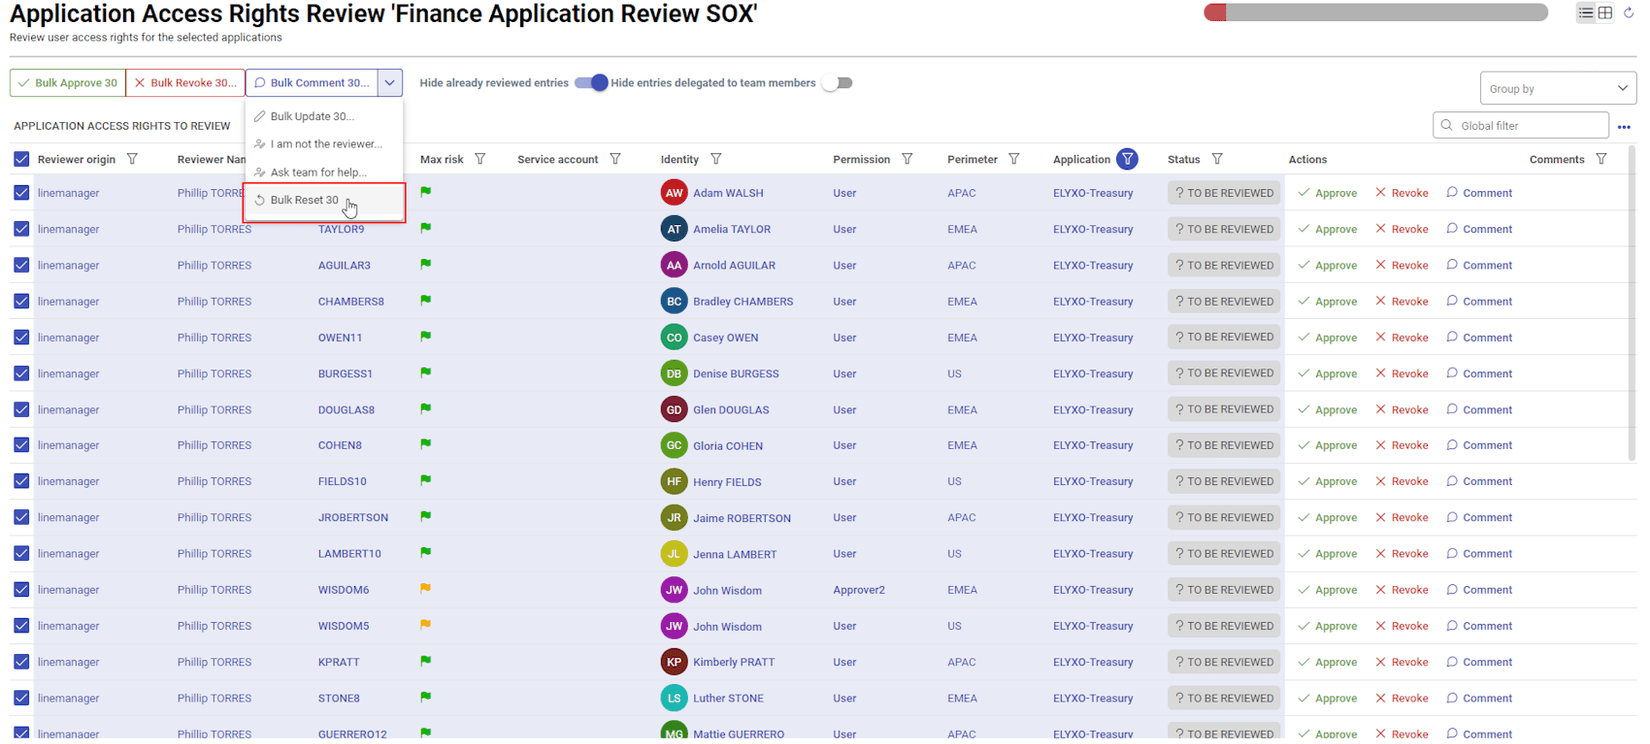 Application Access Rights Review 'Finance Application Review SOX'
Review user access rights for the selected applications
Bulk Approve 30 Bulk Revoke 30... Bulk Comment 30... Hide already reviewed entries Hide entries delegated to team members Group by
Bulk Update 30...
APPLICATION ACCESS RIGHTS TO REVIEW Global filter
I am not the reviewer...
Reviewer origin Reviewer Nam Max risk Service account Identity Permission Perimeter Application Status Actions Comments
Ask team for help...
linemanager Phillip TORRE AW Adam WALSH User APAC ELYXO-Treasury ? TO BE REVIEWED Approve Revoke Comment
Bulk Reset 30
linemanager Phillip TORRES TAYLOR9 AT Amelia TAYLOR User EMEA ELYXO-Treasury ? TO BE REVIEWED Approve Revoke Comment
linemanager Phillip TORRES AGUILAR3 AA Arnold AGUILAR User APAC ELYXO-Treasury ? TO BE REVIEWED Approve Revoke Comment
linemanager Phillip TORRES CHAMBERS8 BC Bradley CHAMBERS User EMEA ELYXO-Treasury ? TO BE REVIEWED Approve Revoke Comment
linemanager Phillip TORRES OWEN11 CO Casey OWEN User EMEA ELYXO-Treasury ? TO BE REVIEWED Approve Revoke Comment
linemanager Phillip TORRES BURGESS1 DB Denise BURGESS User US ELYXO-Treasury ? TO BE REVIEWED Approve Revoke Comment
linemanager Phillip TORRES DOUGLAS8 GD Glen DOUGLAS User EMEA ELYXO-Treasury ? TO BE REVIEWED Approve Revoke Comment
linemanager Phillip TORRES COHEN8 GC Gloria COHEN User EMEA ELYXO-Treasury ? TO BE REVIEWED Approve Revoke Comment
linemanager Phillip TORRES FIELDS10 HF Henry FIELDS User US ELYXO-Treasury ? TO BE REVIEWED Approve Revoke Comment
linemanager Phillip TORRES JROBERTSON JR Jaime ROBERTSON User APAC ELYXO-Treasury ? TO BE REVIEWED Approve Revoke Comment
linemanager Phillip TORRES LAMBERT10 JL Jenna LAMBERT User US ELYXO-Treasury ? TO BE REVIEWED Approve Revoke Comment
linemanager Phillip TORRES WISDOM6 JW John Wisdom Approver2 EMEA ELYXO-Treasury ? TO BE REVIEWED Approve Revoke Comment
linemanager Phillip TORRES WISDOM5 JW John Wisdom User US ELYXO-Treasury ? TO BE REVIEWED Approve Revoke Comment
linemanager Phillip TORRES KPRATT KP Kimberly PRATT User APAC ELYXO-Treasury ? TO BE REVIEWED Approve Revoke Comment
linemanager Phillip TORRES STONE8 LS Luther STONE User EMEA ELYXO-Treasury ? TO BE REVIEWED Approve Revoke Comment
linemanager Phillip TORRES GUERRERO12 MG Mattie GUERRERO User APAC ELYXO-Treasury ? TO BE REVIEWED Approve Revoke Comment